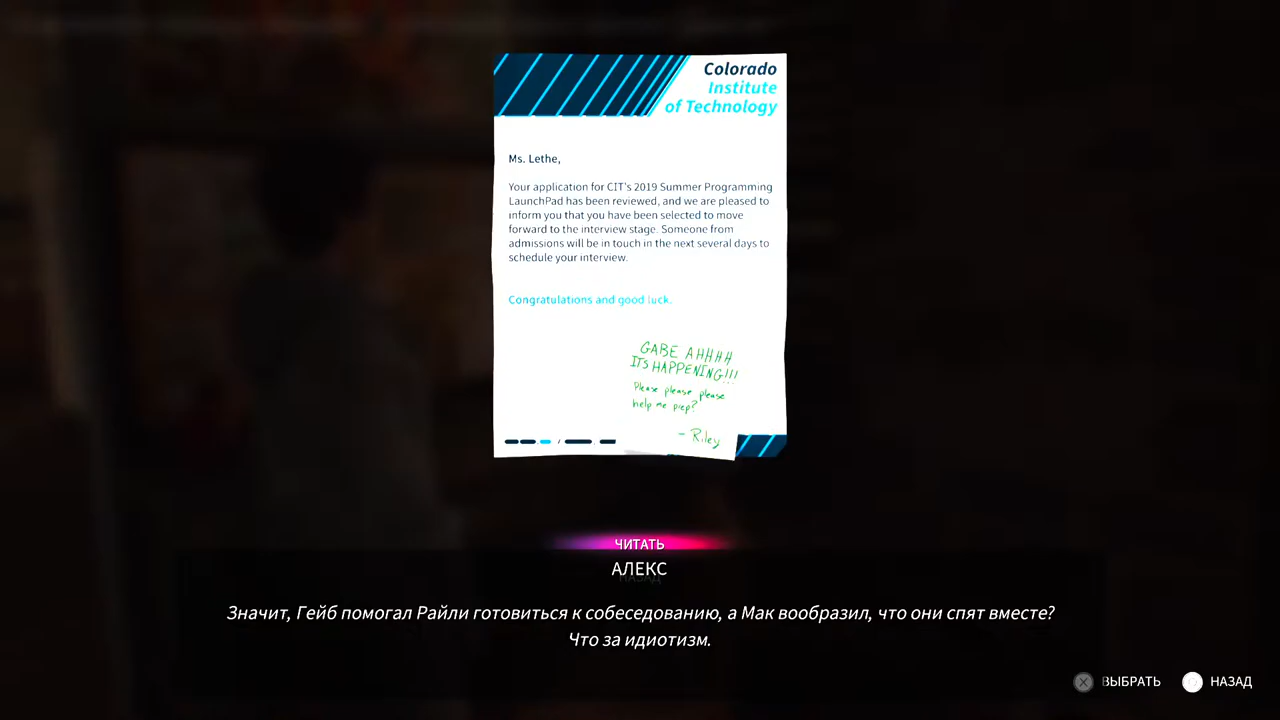 Colorado
Institute
of Technology
Ms. Lethe,
Your application for CIT's 2019 Summer Programming
LaunchPad has been reviewed, and we are pleased to
inform you that you have been selected to move
forward to the interview stage. Someone from
admissions will be in touch in the next several days to
schedule your interview.
Congratulations and good luck.
GABE AHHHH
ITS HAPPENING!!!
Please please please
help me prep?
- Riley
ЧИТАТЬ
АЛЕКС
НАЗАД
Значит, Гейб помогал Райли готовиться к собеседованию, а Мак вообразил, что они спят вместе?
Что за идиотизм.
ВЫБРАТЬ
НАЗАД